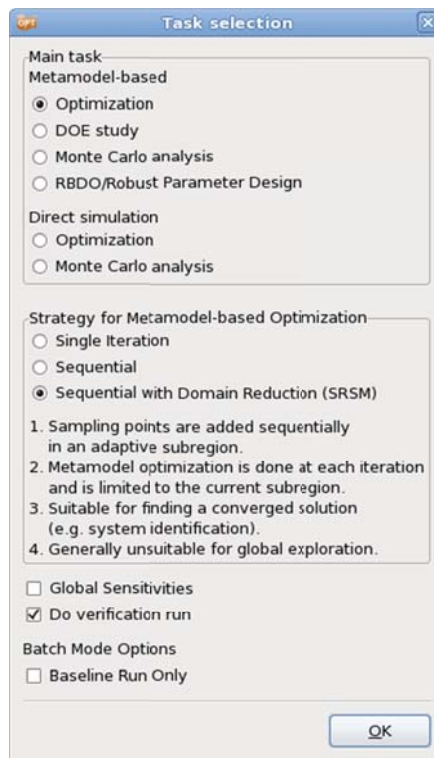 OPT
Task selection
Main task
Metamodel-based
Optimization
DOE study
Monte Carlo analysis
RBDO/Robust Parameter Design
Direct simulation
Optimization
Monte Carlo analysis
Strategy for Metamodel-based Optimization
Single Iteration
Sequential
Sequential with Domain Reduction (SRSM)
1. Sampling points are added sequentially
in an adaptive subregion.
2. Metamodel optimization is done at each iteration
and is limited to the current subregion.
3. Suitable for finding a converged solution
(e.g. system identification).
4. Generally unsuitable for global exploration.
Global Sensitivities
Do verification run
Batch Mode Options
Baseline Run Only
OK